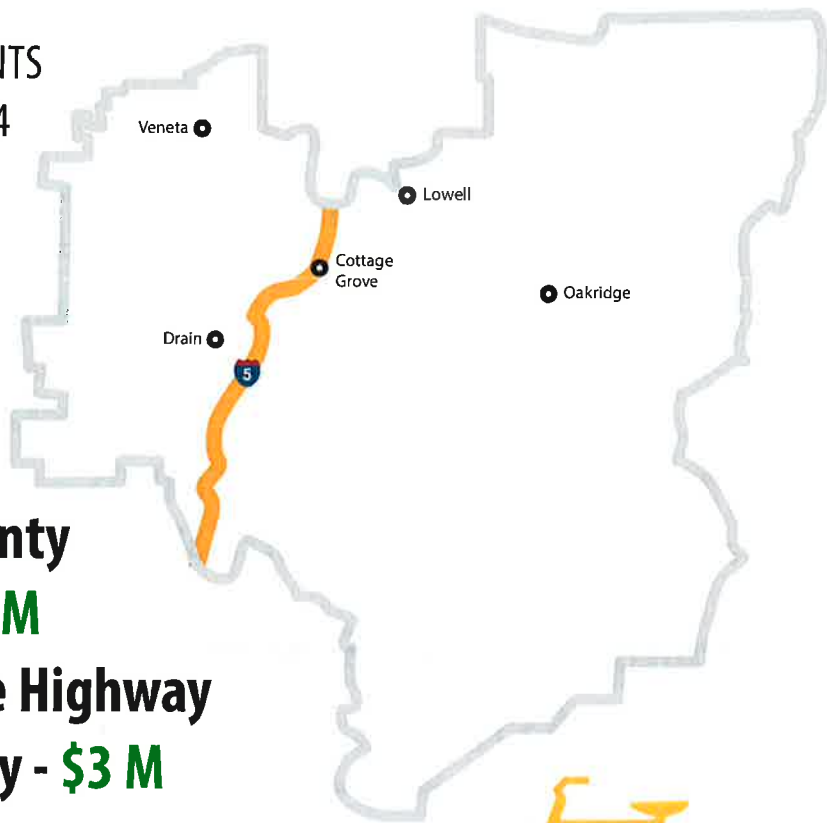 NTS
4
Veneta
Lowell
Cottage
Grove
Oakridge
Drain
5
nty
M
e Highway
y - $3 M